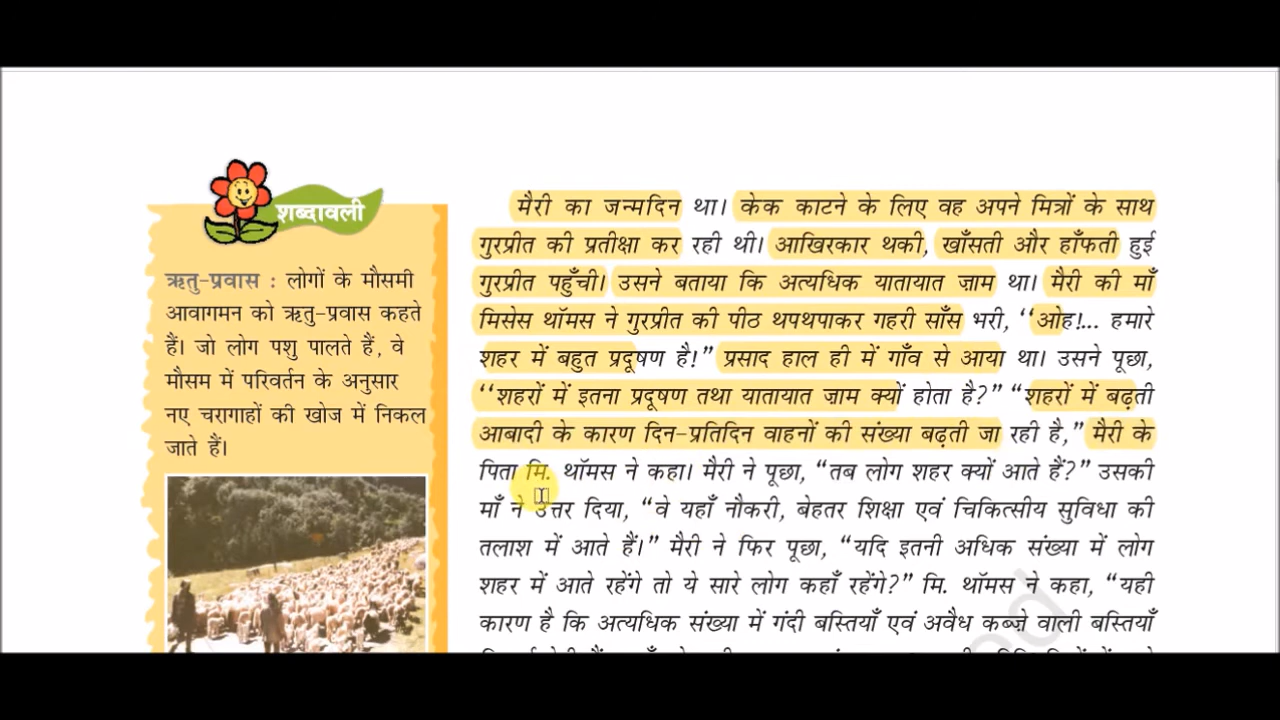 शब्दावली
ऋतु-प्रवास : लोगों के मौसमी
आवागमन को ऋतु-प्रवास कहते
हैं। जो लोग पशु पालते हैं, वे
मौसम में परिवर्तन के अनुसार
नए चरागाहों की खोज में निकल
जाते हैं।
मैरी का जन्मदिन था। केक काटने के लिए वह अपने मित्रों के साथ
गुरप्रीत की प्रतीक्षा कर रही थी। आखिरकार थकी, खाँसती और हाँफती हुई
गुरप्रीत पहुँची। उसने बताया कि अत्यधिक यातायात जाम था। मैरी की माँ
मिसेस थॉमस ने गुरप्रीत की पीठ थपथपाकर गहरी साँस भरी, ‘‘ओह!... हमारे
शहर में बहुत प्रदूषण है!” प्रसाद हाल ही में गाँव से आया था। उसने पूछा,
‘‘शहरों में इतना प्रदूषण तथा यातायात जाम क्यों होता है?” “शहरों में बढ़ती
आबादी के कारण दिन-प्रतिदिन वाहनों की संख्या बढ़ती जा रही है,” मैरी के
पिता मि. थॉमस ने कहा। मैरी ने पूछा, “तब लोग शहर क्यों आते हैं?” उसकी
माँ ने उत्तर दिया, “वे यहाँ नौकरी, बेहतर शिक्षा एवं चिकित्सीय सुविधा की
तलाश में आते हैं।” मैरी ने फिर पूछा, “यदि इतनी अधिक संख्या में लोग
शहर में आते रहेंगे तो ये सारे लोग कहाँ रहेंगे?” मि. थॉमस ने कहा, “यही
कारण है कि अत्यधिक संख्या में गंदी बस्तियाँ एवं अवैध कब्जे वाली बस्तियाँ